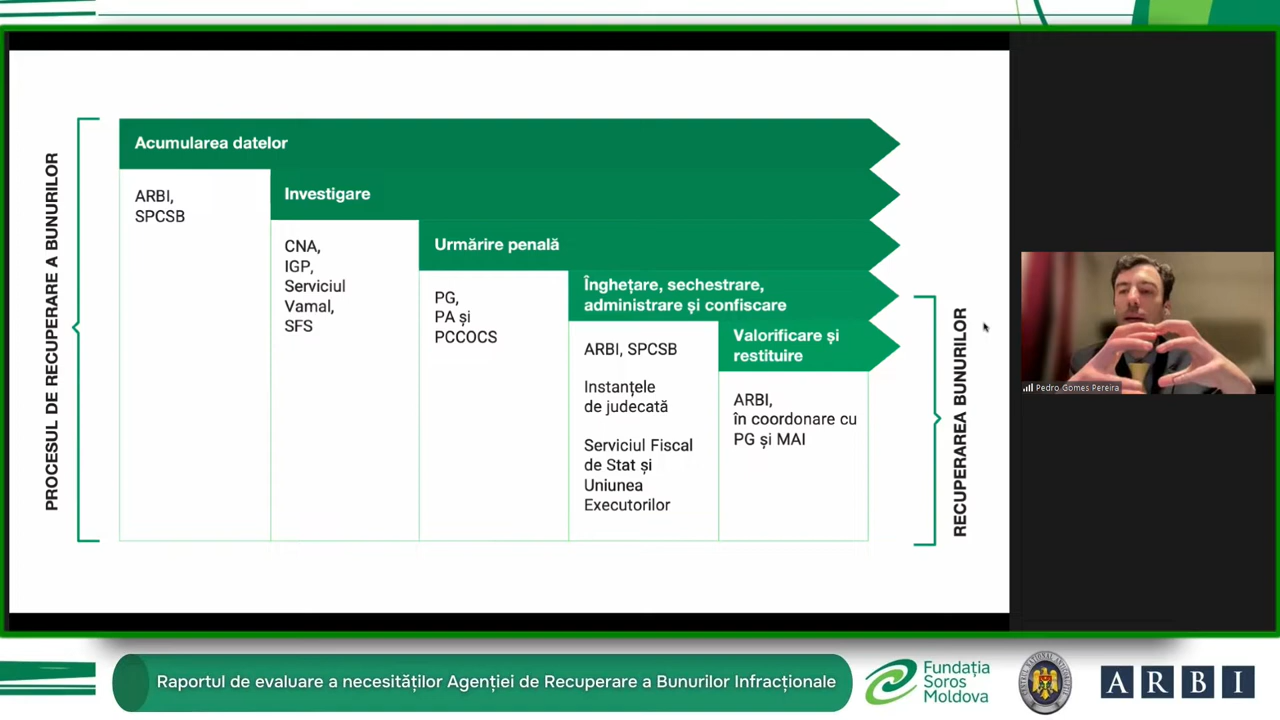 PROCESUL DE RECUPERARE A BUNURILOR
Acumularea datelor
ARBI,
SPCSB
Investigare
CNA,
IGP,
Serviciul
Vamal,
SFS
Urmărire penală
PG,
PA și
PCCOCS
Înghețare, sechestrare,
administrare și confiscare
ARBI, SPCSB
Instanțele
de judecată
Serviciul Fiscal
de Stat și
Uniunea
Executorilor
Valorificare și
restituire
ARBI,
în coordonare cu
PG și MAI
RECUPERAREA BUNURILOR
Pedro Gomes Pereira
Raportul de evaluare a necesităților Agenției de Recuperare a Bunurilor Infracționale
Fundația
Soros
Moldova
ARBI